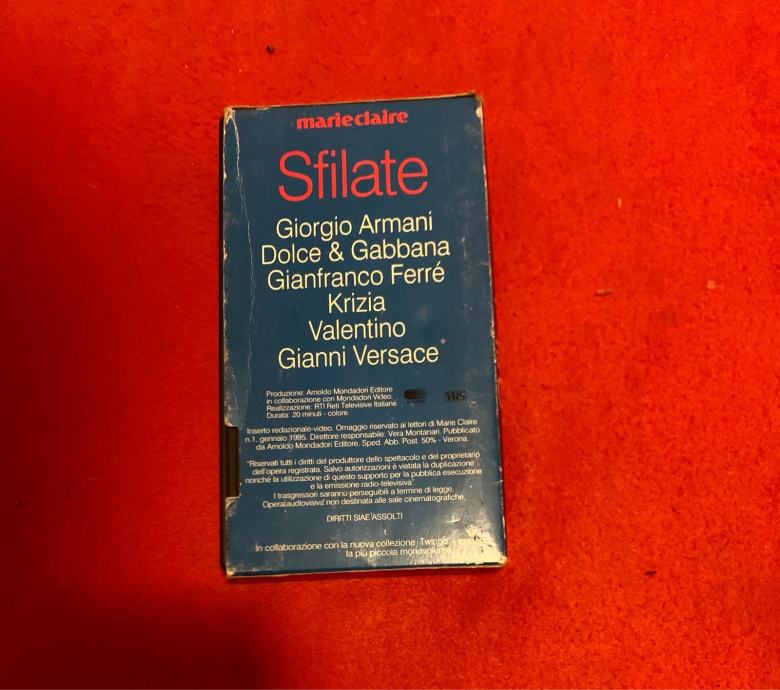 marie claire
Sfilate
Giorgio Armani
Dolce & Gabbana
Gianfranco Ferré
Krizia
Valentino
Gianni Versace
Produzione: Arnoldo Mondadori Editore
in collaborazione con Mondadori Video.
Realizzazione: RTI Reti Televisive Italiane.
Durata: 20 minuti - colore.
VHS
Inserto redazionale-video. Omaggio riservato ai lettori di Marie Claire
n.1, gennaio 1995. Direttore responsabile: Vera Montanari. Pubblicato
da Arnoldo Mondadori Editore. Sped. Abb. Post. 50% - Verona.
"Riservati tutti i diritti del produttore dello spettacolo e del proprietario
dell'opera registrata. Salvo autorizzazioni è vietata la duplicazione
nonché la utilizzazione di questo supporto per la pubblica esecuzione
e la emissione radio-televisiva"
I trasgressori saranno perseguibili a termine di legge.
Opera audiovisiva non destinata alle sale cinematografiche.
DIRITTI SIAE ASSOLTI
In collaborazione con la nuova collezione Twingo
la più piccola monovolume